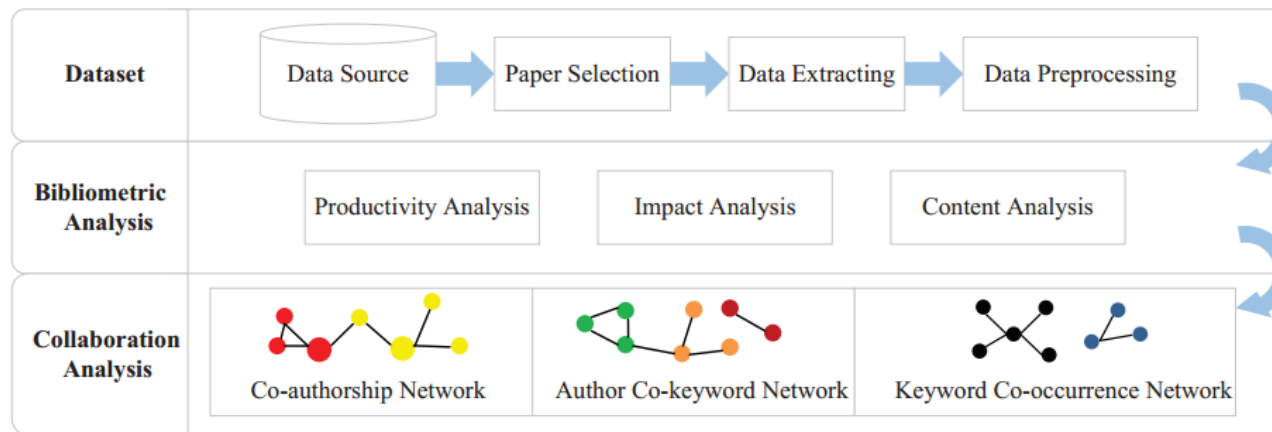 Dataset
Data Source
Paper Selection
Data Extracting
Data Preprocessing
Bibliometric
Analysis
Productivity Analysis
Impact Analysis
Content Analysis
Collaboration
Analysis
Co-authorship Network
Author Co-keyword Network
Keyword Co-occurrence Network